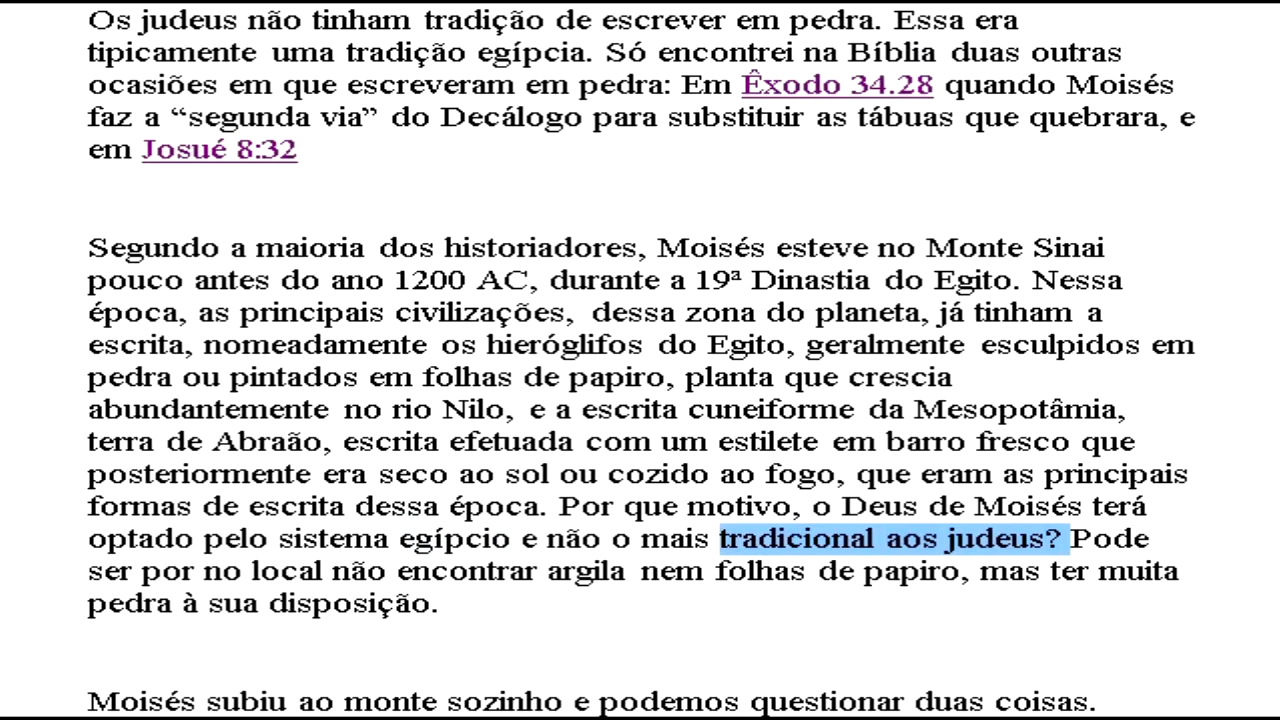 Os judeus não tinham tradição de escrever em pedra. Essa era
tipicamente uma tradição egípcia. Só encontrei na Bíblia duas outras
ocasiões em que escreveram em pedra: Em Êxodo 34.28 quando Moisés
faz a “segunda via” do Decálogo para substituir as tábuas que quebrara, e
em Josué 8:32
Segundo a maioria dos historiadores, Moisés esteve no Monte Sinai
pouco antes do ano 1200 AC, durante a 19ª Dinastia do Egito. Nessa
época, as principais civilizações, dessa zona do planeta, já tinham a
escrita, nomeadamente os hieróglifos do Egito, geralmente esculpidos em
pedra ou pintados em folhas de papiro, planta que crescia
abundantemente no rio Nilo, e a escrita cuneiforme da Mesopotâmia,
terra de Abraão, escrita efetuada com um estilete em barro fresco que
posteriormente era seco ao sol ou cozido ao fogo, que eram as principais
formas de escrita dessa época. Por que motivo, o Deus de Moisés terá
optado pelo sistema egípcio e não o mais tradicional aos judeus? Pode
ser por no local não encontrar argila nem folhas de papiro, mas ter muita
pedra à sua disposição.
Moisés subiu ao monte sozinho e podemos questionar duas coisas.